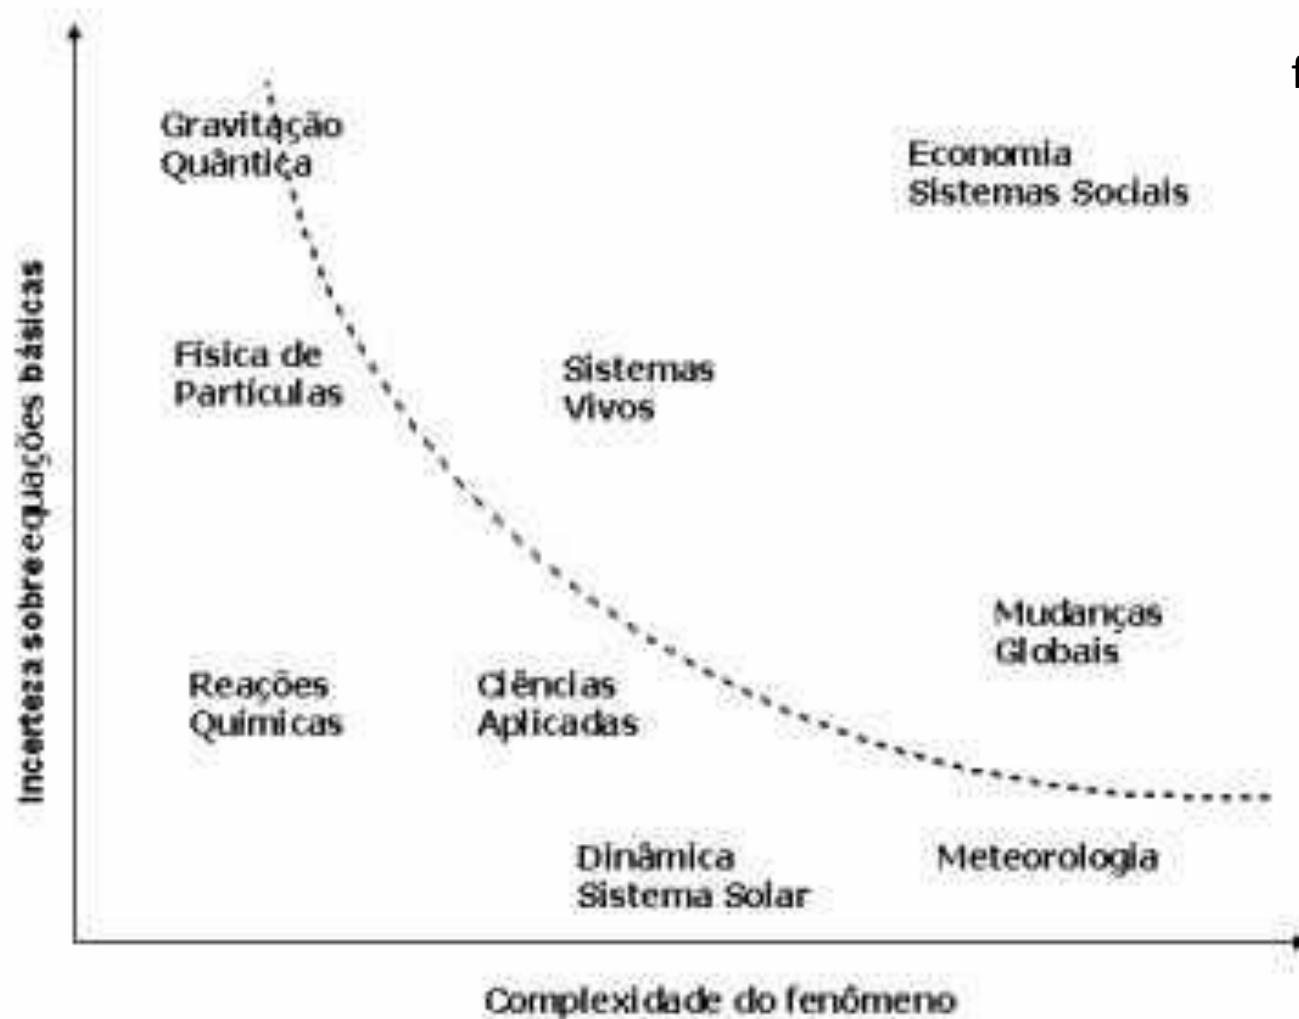 f
Gravitação
Quântica
Economia
Sistemas Sociais
Física de
Partículas
Sistemas
Vivos
Incerteza sobre equações básicas
Mudanças
Globais
Reações
Químicas
Ciências
Aplicadas
Dinâmica
Sistema Solar
Meteorologia
Complexidade do fenômeno